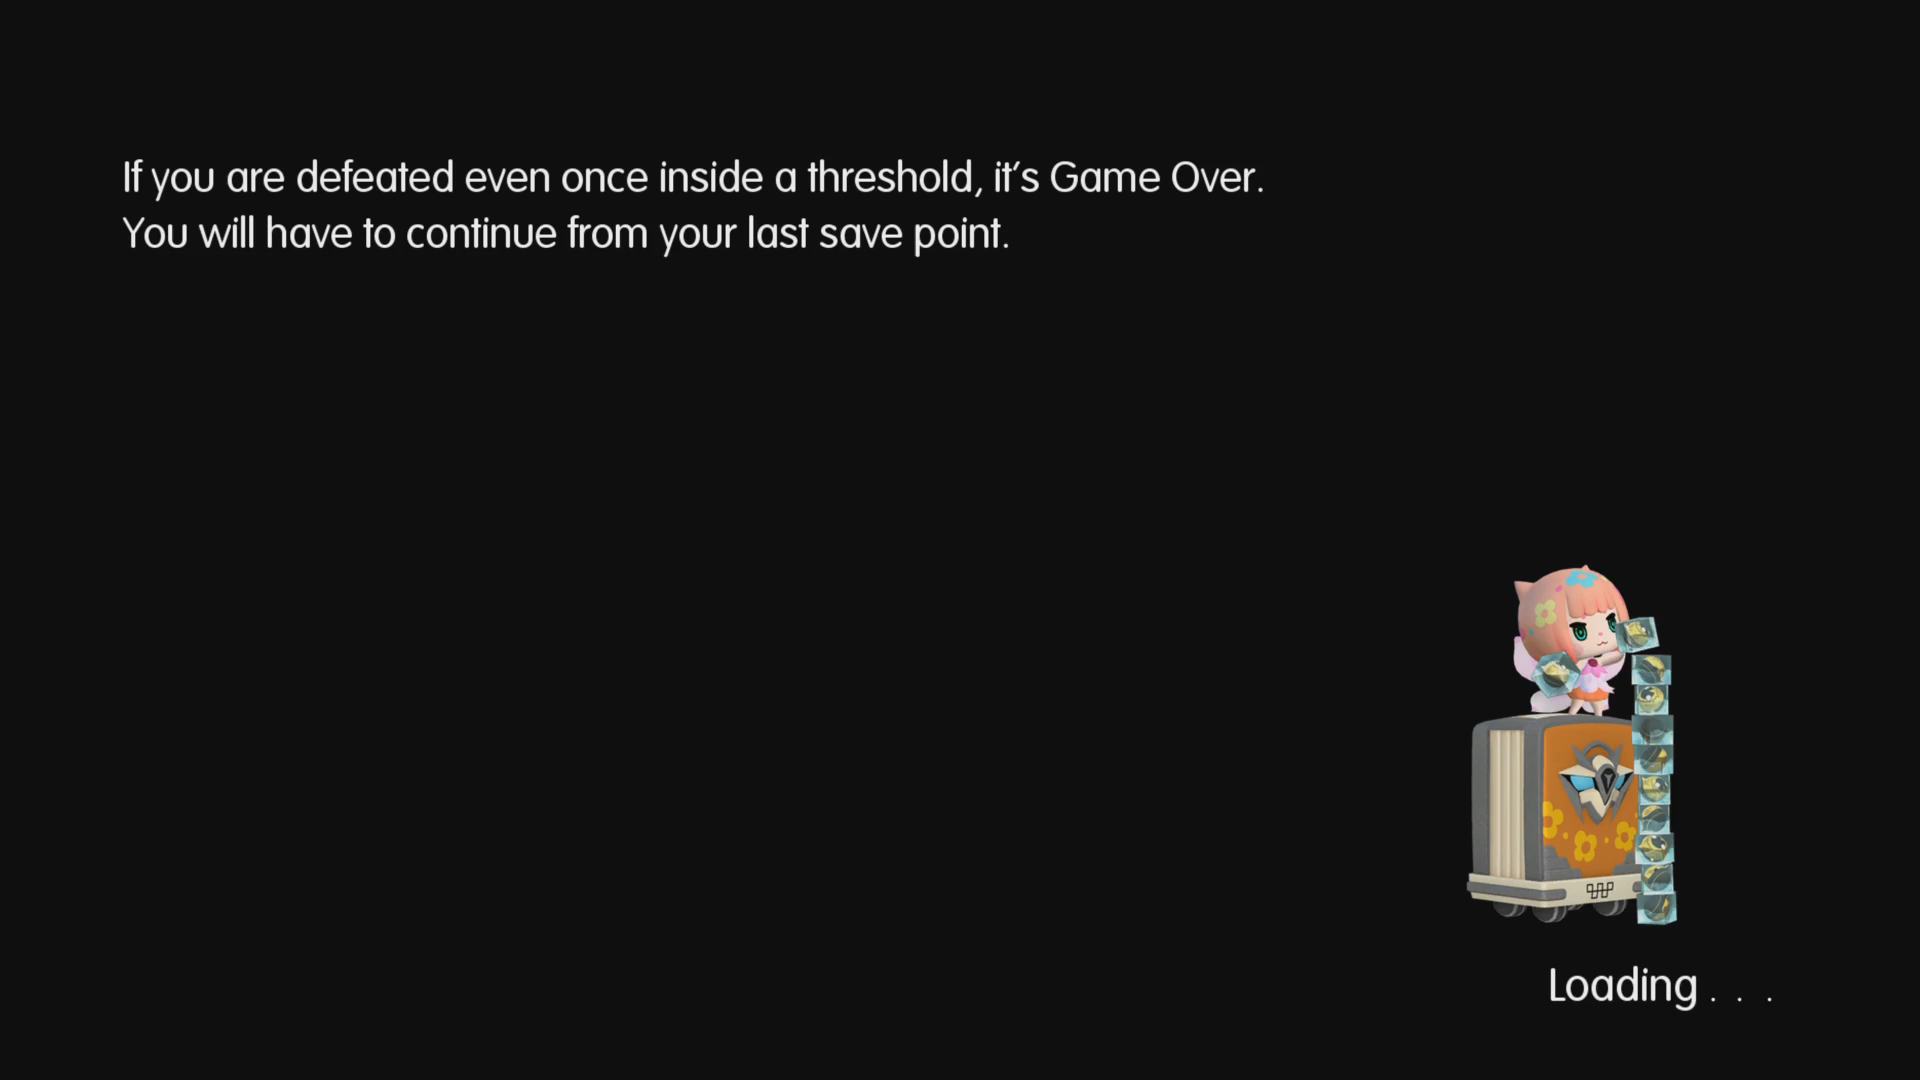 If you are defeated even once inside a threshold, it's Game Over.
You will have to continue from your last save point.
Loading . . .